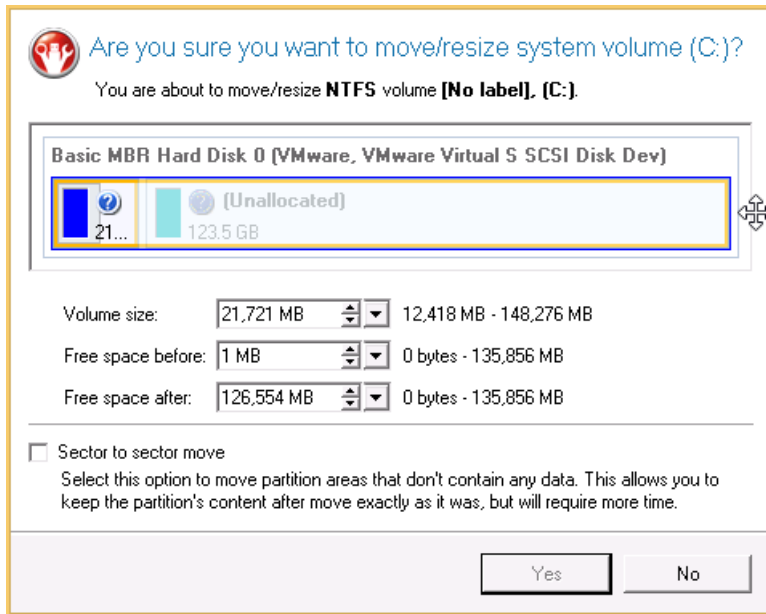 Are you sure you want to move/resize system volume (C:)?
You are about to move/resize NTFS volume [No label], (C:).
Basic MBR Hard Disk 0 (VMware, VMware Virtual S SCSI Disk Dev)
(Unallocated)
21... 123.5 GB
Volume size: 21,721 MB 12,418 MB - 148,276 MB
Free space before: 1 MB 0 bytes - 135,856 MB
Free space after: 126,554 MB 0 bytes - 135,856 MB
Sector to sector move
Select this option to move partition areas that don't contain any data. This allows you to
keep the partition's content after move exactly as it was, but will require more time.
Yes No